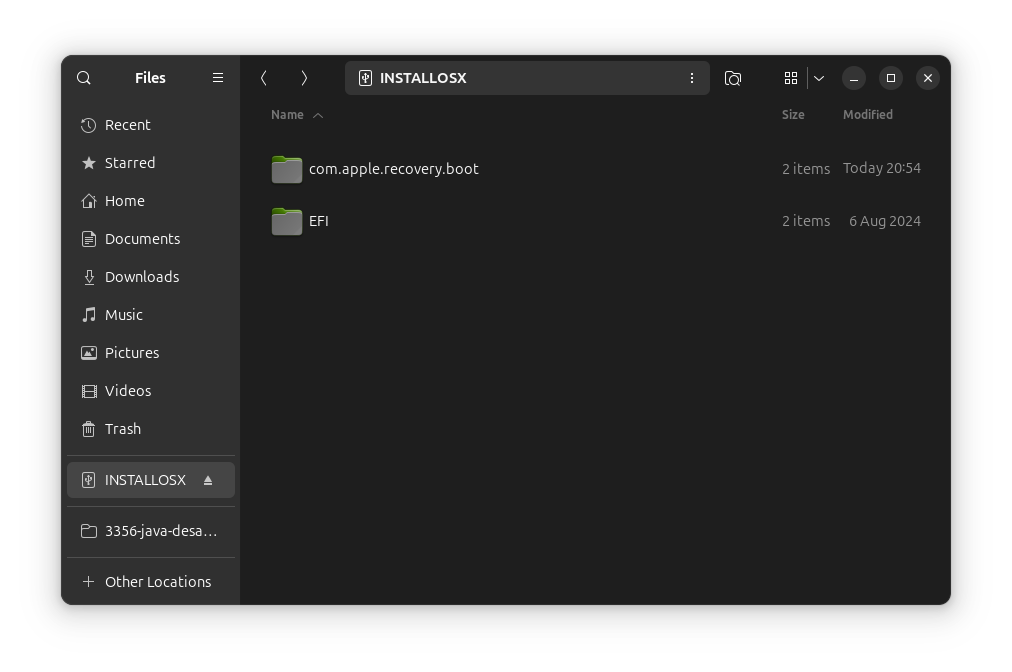 Files
INSTALLOSX
Name Size Modified
Recent
Starred
Home
Documents
Downloads
Music
Pictures
Videos
Trash
INSTALLOSX
3356-java-desa…
Other Locations
com.apple.recovery.boot 2 items Today 20:54
EFI 2 items 6 Aug 2024